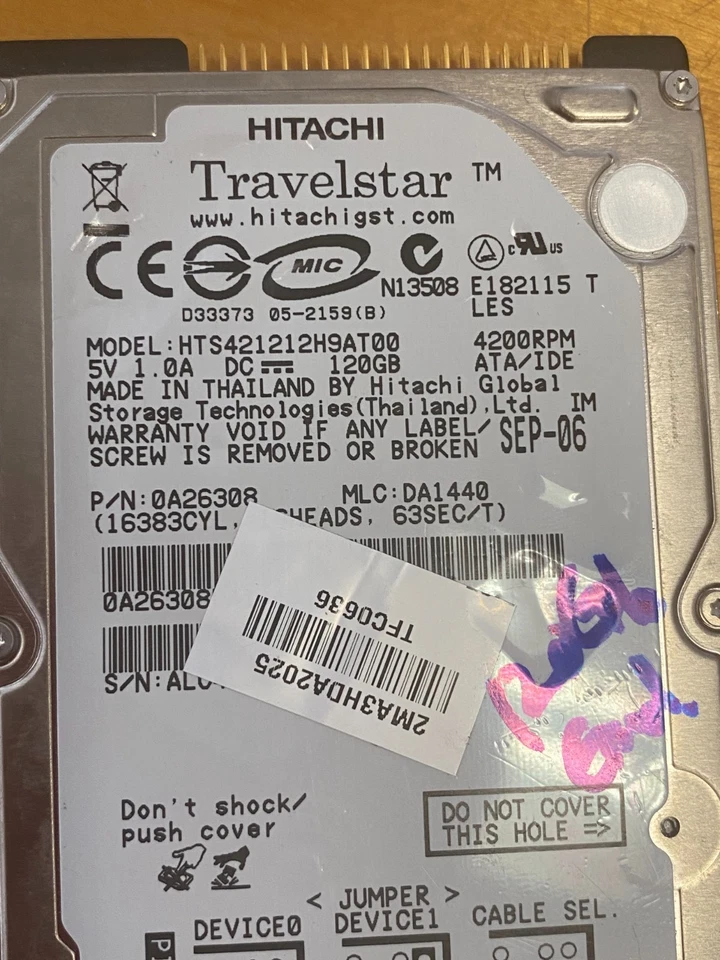 HITACHI
Travelstar ™
www.hitachigst.com
CE MIC N13508 c RU us E182115 T
D33373 05-2159(B) LES
MODEL:HTS421212H9AT00 4200RPM
5V 1.0A DC 120GB ATA/IDE
MADE IN THAILAND BY Hitachi Global
Storage Technologies(Thailand),Ltd. IM
WARRANTY VOID IF ANY LABEL/ SEP-06
SCREW IS REMOVED OR BROKEN
P/N:0A26308 MLC:DA1440
(16383CYL, HEADS, 63SEC/T)
0A26308
S/N:
2MA3HDA2025
TFC0636
Don't shock/
push cover
DO NOT COVER
THIS HOLE =>
< JUMPER >
DEVICE0 DEVICE1 CABLE SEL.